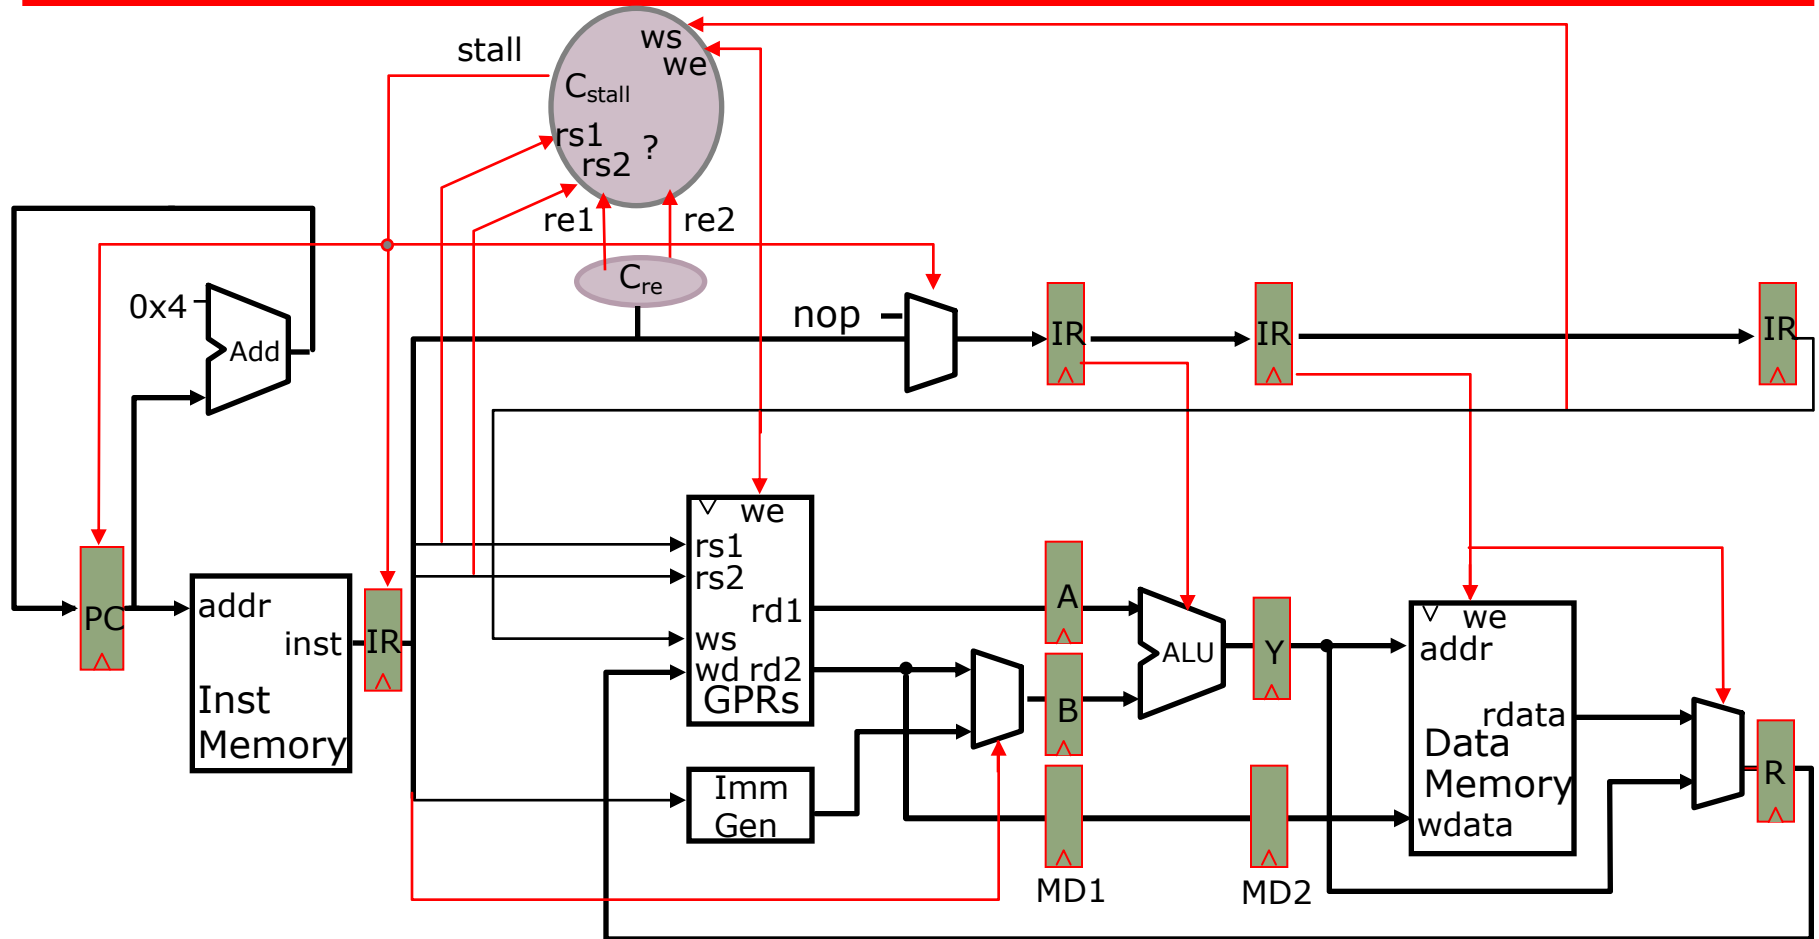 ws
stall
we
C_stall
rs1
?
rs2
re1
re2
C_re
0x4
nop
Add
IR
IR
IR
we
rs1
rs2
rd1
ws
wd rd2
GPRs
PC
addr
inst
Inst
Memory
IR
A
B
ALU
Y
we
addr
rdata
Data
Memory
wdata
R
Imm
Gen
MD1
MD2